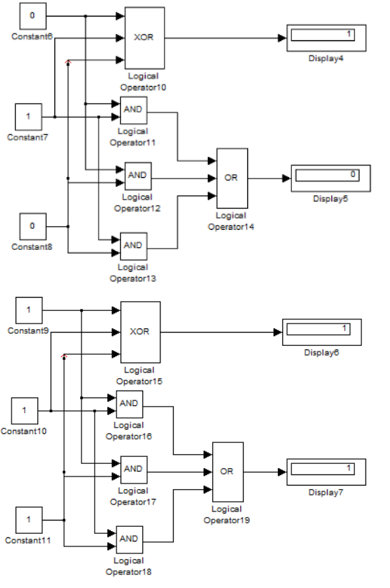 0
Constant6
XOR
Logical
Operator10
1
Display4
1
Constant7
AND
Logical
Operator11
AND
Logical
Operator12
OR
Logical
Operator14
0
Display5
0
Constant8
AND
Logical
Operator13
1
Constant9
XOR
Logical
Operator15
1
Display6
1
Constant10
AND
Logical
Operator16
AND
Logical
Operator17
OR
Logical
Operator19
1
Display7
1
Constant11
AND
Logical
Operator18